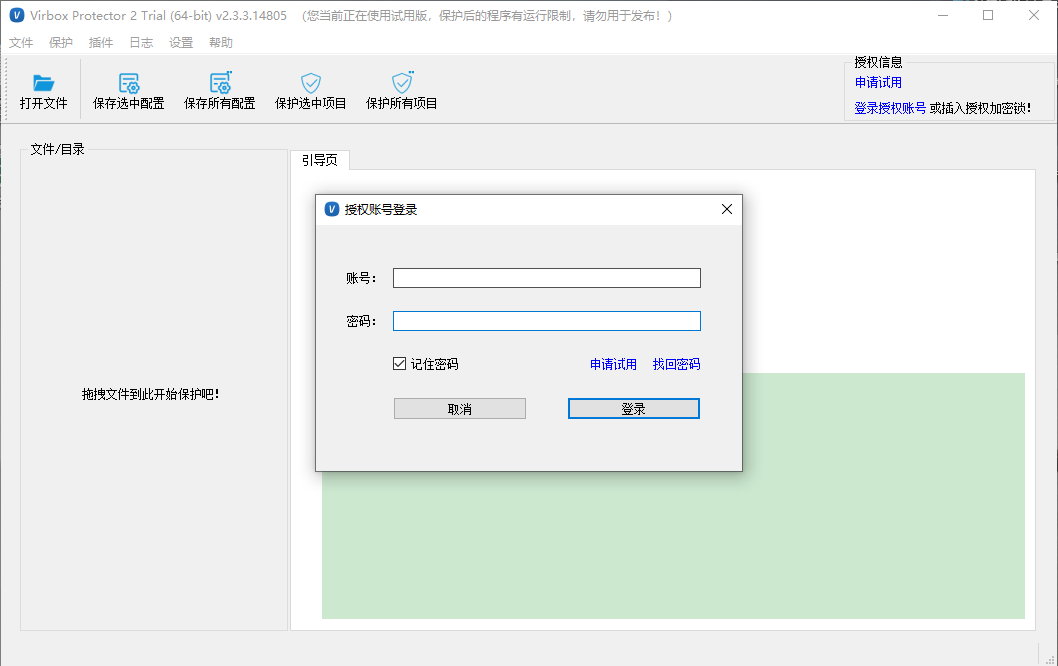 Virbox Protector 2 Trial (64-bit) v2.3.3.14805 (您当前正在使用试用版，保护后的程序有运行限制，请勿用于发布！)
文件 保护 插件 日志 设置 帮助
打开文件 保存选中配置 保存所有配置 保护选中项目 保护所有项目
授权信息
申请试用
登录授权账号 或插入授权加密锁！
文件/目录
引导页
拖拽文件到此开始保护吧！
授权账号登录
账号：
密码：
记住密码 申请试用 找回密码
取消 登录